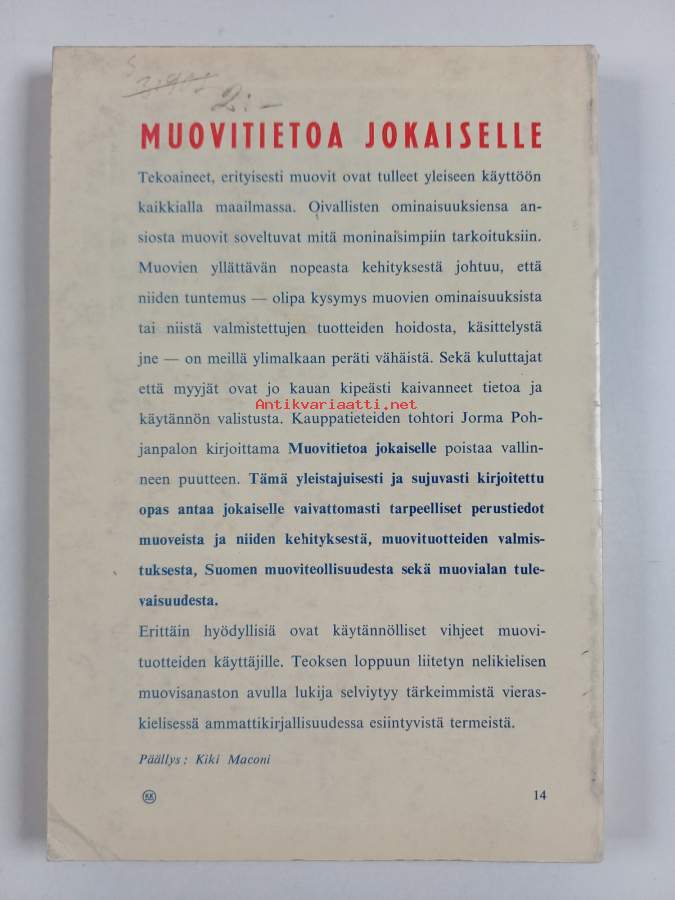 2:-
MUOVITIETOA JOKAISELLE
Tekoaineet, erityisesti muovit ovat tulleet yleiseen käyttöön
kaikkialla maailmassa. Oivallisten ominaisuuksiensa an-
siosta muovit soveltuvat mitä moninaisimpiin tarkoituksiin.
Muovien yllättävän nopeasta kehityksestä johtuu, että
niiden tuntemus — olipa kysymys muovien ominaisuuksista
tai niistä valmistettujen tuotteiden hoidosta, käsittelystä
jne — on meillä ylimalkaan peräti vähäistä. Sekä kuluttajat
että myyjät ovat jo kauan kipeästi kaivanneet tietoa ja
Antikvariaatti.net
käytännön valistusta. Kauppatieteiden tohtori Jorma Poh-
janpalon kirjoittama Muovitietoa jokaiselle poistaa vallin-
neen puutteen. Tämä yleistajuisesti ja sujuvasti kirjoitettu
opas antaa jokaiselle vaivattomasti tarpeelliset perustiedot
muoveista ja niiden kehityksestä, muovituotteiden valmis-
tuksesta, Suomen muoviteollisuudesta sekä muovialan tule-
vaisuudesta.
Erittäin hyödyllisiä ovat käytännölliset vihjeet muovi-
tuotteiden käyttäjille. Teoksen loppuun liitetyn nelikielisen
muovisanaston avulla lukija selviytyy tärkeimmistä vieras-
kielisessä ammattikirjallisuudessa esiintyvistä termeistä.
Päällys: Kiki Maconi
KK
14